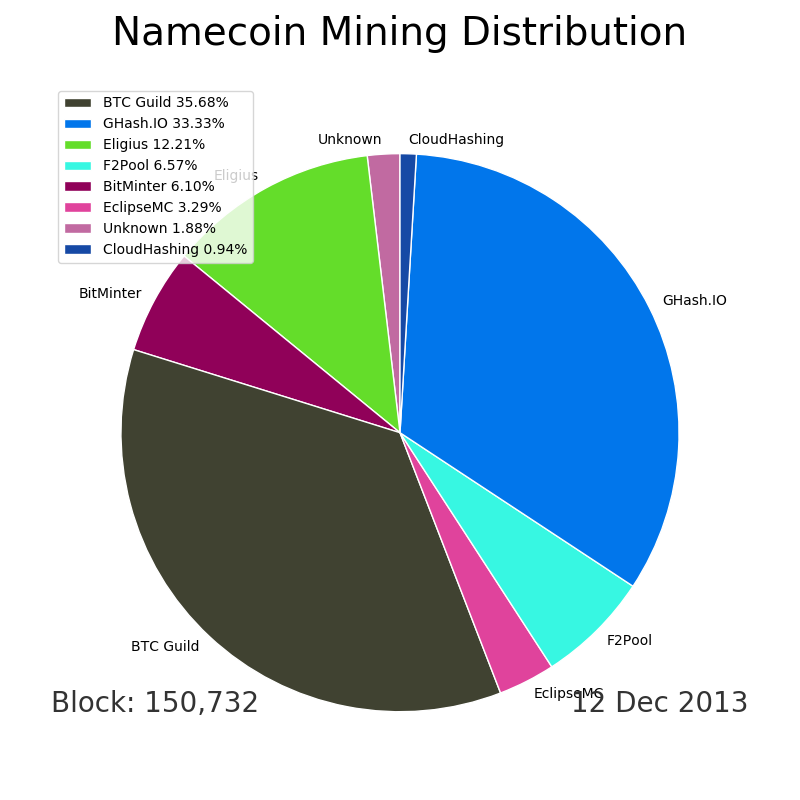 Namecoin Mining Distribution
BTC Guild 35.68%
GHash.IO 33.33%
Eligius 12.21%
F2Pool 6.57%
BitMinter 6.10%
EclipseMC 3.29%
Unknown 1.88%
CloudHashing 0.94%
Unknown
CloudHashing
Eligius
BitMinter
GHash.IO
BTC Guild
F2Pool
EclipseMC
Block: 150,732
12 Dec 2013